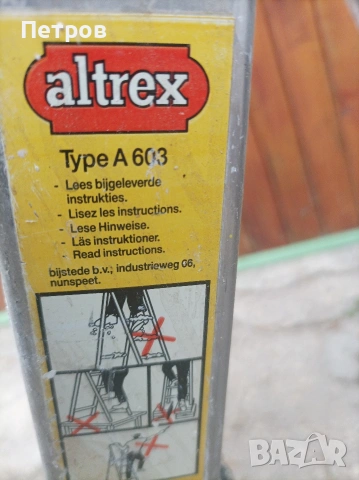 Петров
altrex
Type A 603
- Lees bijgeleverde
instrukties.
- Lisez les instructions.
- Lese Hinweise.
- Läs instruktioner.
- Read instructions.
bijstede b.v.; industrieweg 06,
nunspeet.
BAZAR